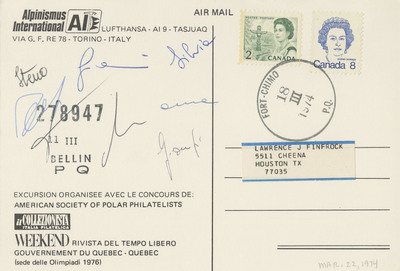 Alpinismus
International AI LUFTHANSA - AI 9 - TASJUAQ
VIA G, F, RE 78 - TORINO - ITALY
AIR MAIL
2
CANADA
Canada 8
FORT-CHIMO
18
III
1974
P.Q.
Steno
Silvia
278947
11 III
BELLIN
P Q
LAWRENCE J FINFROCK
5511 CHEENA
HOUSTON TX
77035
EXCURSION ORGANISEE AVEC LE CONCOURS DE:
AMERICAN SOCIETY OF POLAR PHILATELISTS
il COLLEZIONISTA
ITALIA FILATELICA
WEEKEND RIVISTA DEL TEMPO LIBERO
GOUVERNEMENT DU QUEBEC - QUEBEC
(sede delle Olimpiadi 1976)
MAR. 22, 1974